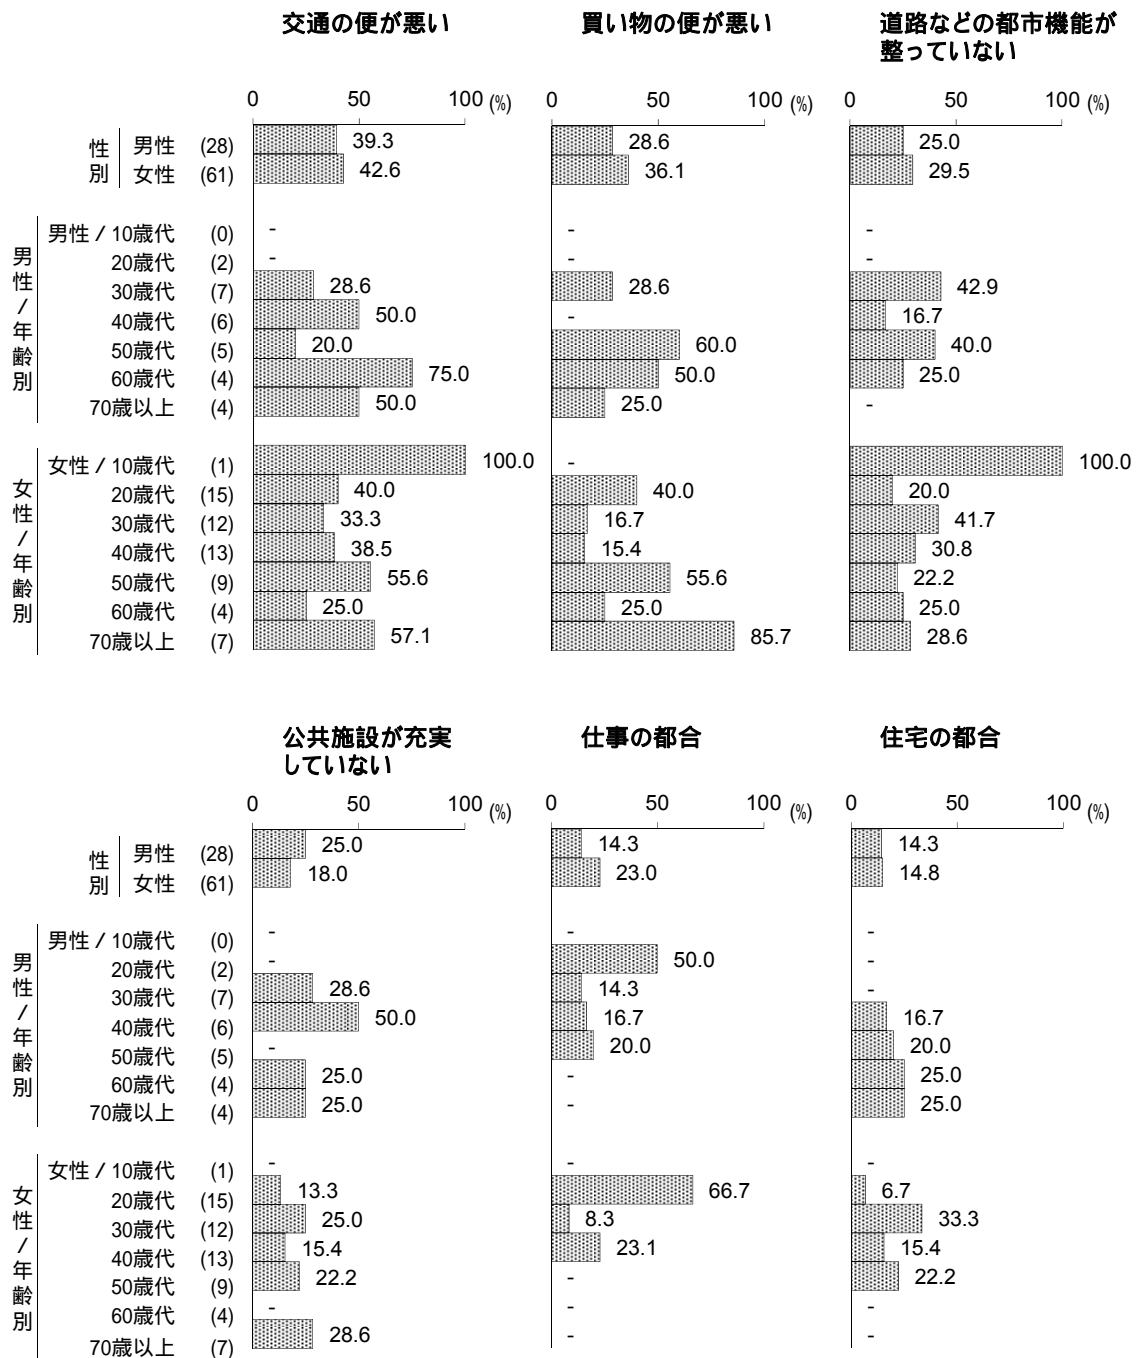 交通の便が悪い 買い物の便が悪い 道路などの都市機能が
整っていない
0 50 100 (%) 0 50 100 (%) 0 50 100 (%)
性別
男性 (28) 39.3 28.6 25.0
女性 (61) 42.6 36.1 29.5
男性/年齢別
男性/10歳代 (0) - - -
20歳代 (2) - - -
30歳代 (7) 28.6 28.6 42.9
40歳代 (6) 50.0 - 16.7
50歳代 (5) 20.0 60.0 40.0
60歳代 (4) 75.0 50.0 25.0
70歳以上 (4) 50.0 25.0 -
女性/年齢別
女性/10歳代 (1) 100.0 - 100.0
20歳代 (15) 40.0 40.0 20.0
30歳代 (12) 33.3 16.7 41.7
40歳代 (13) 38.5 15.4 30.8
50歳代 (9) 55.6 55.6 22.2
60歳代 (4) 25.0 25.0 25.0
70歳以上 (7) 57.1 85.7 28.6
公共施設が充実 仕事の都合 住宅の都合
していない
0 50 100 (%) 0 50 100 (%) 0 50 100 (%)
性別
男性 (28) 25.0 14.3 14.3
女性 (61) 18.0 23.0 14.8
男性/年齢別
男性/10歳代 (0) - - -
20歳代 (2) - 50.0 -
30歳代 (7) 28.6 14.3 -
40歳代 (6) 50.0 16.7 16.7
50歳代 (5) - 20.0 20.0
60歳代 (4) 25.0 - 25.0
70歳以上 (4) 25.0 - 25.0
女性/年齢別
女性/10歳代 (1) - - -
20歳代 (15) 13.3 66.7 6.7
30歳代 (12) 25.0 8.3 33.3
40歳代 (13) 15.4 23.1 15.4
50歳代 (9) 22.2 - 22.2
60歳代 (4) - - -
70歳以上 (7) 28.6 - -